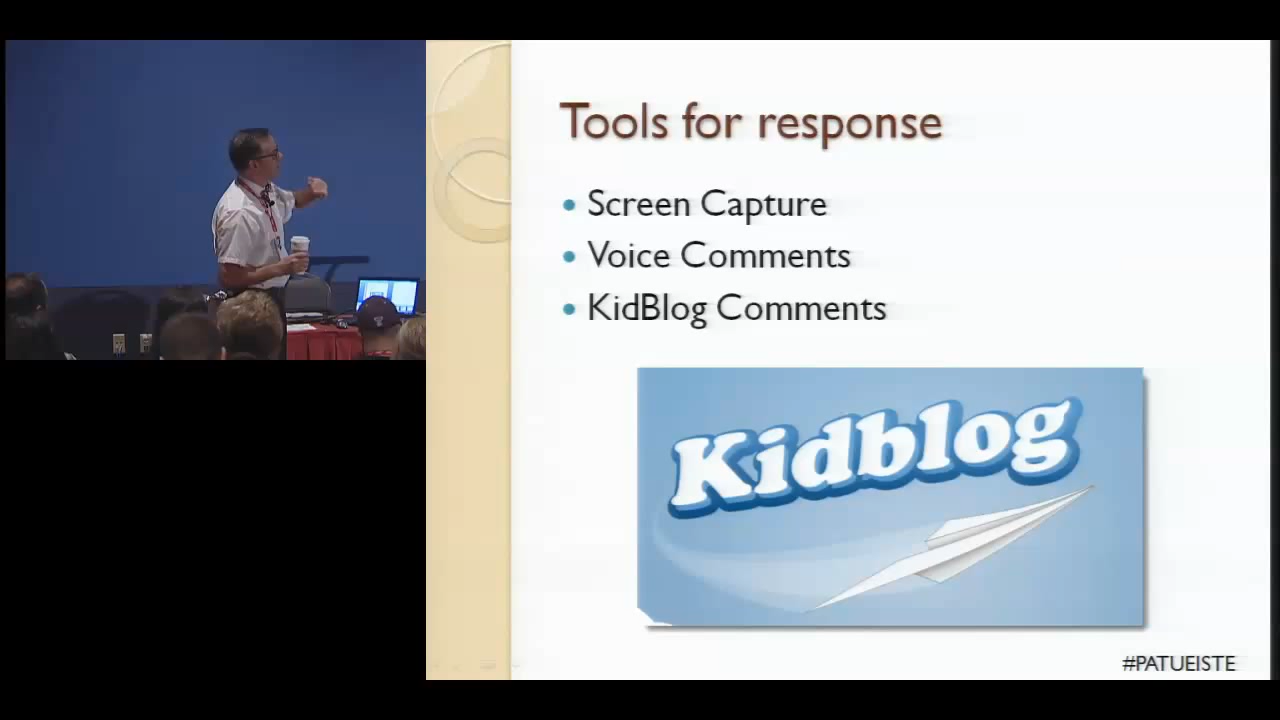 Tools for response
Screen Capture
Voice Comments
KidBlog Comments
Kidblog
#PATUEISTE